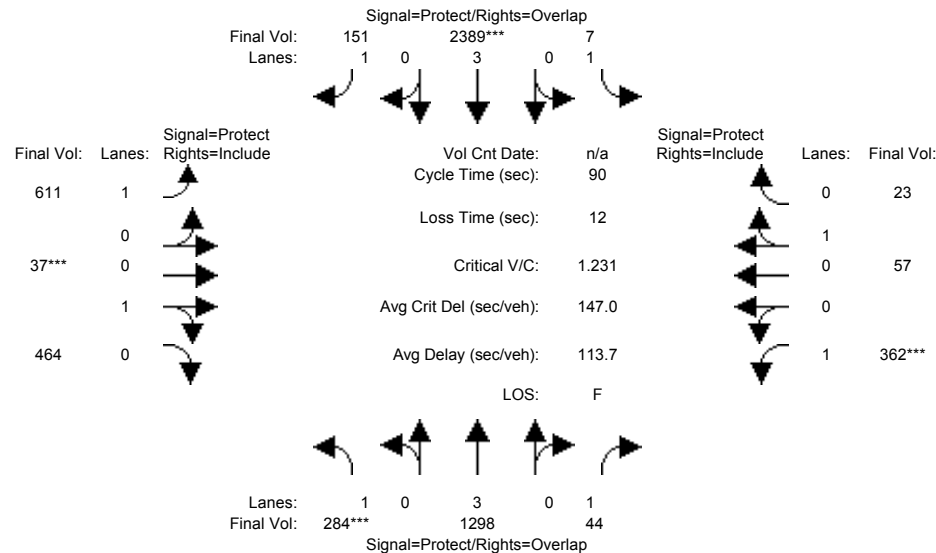 Signal=Protect/Rights=Overlap
Final Vol: 151 2389*** 7
Lanes: 1 0 3 0 1
Signal=Protect
Rights=Include
Signal=Protect
Rights=Include
Final Vol: Lanes: Vol Cnt Date: n/a Lanes: Final Vol:
Cycle Time (sec): 90
611 1 0 23
Loss Time (sec): 12
0 1
37*** 0 Critical V/C: 1.231 0 57
1 Avg Crit Del (sec/veh): 147.0 0
464 0 Avg Delay (sec/veh): 113.7 1 362***
LOS: F
Lanes: 1 0 3 0 1
Final Vol: 284*** 1298 44
Signal=Protect/Rights=Overlap